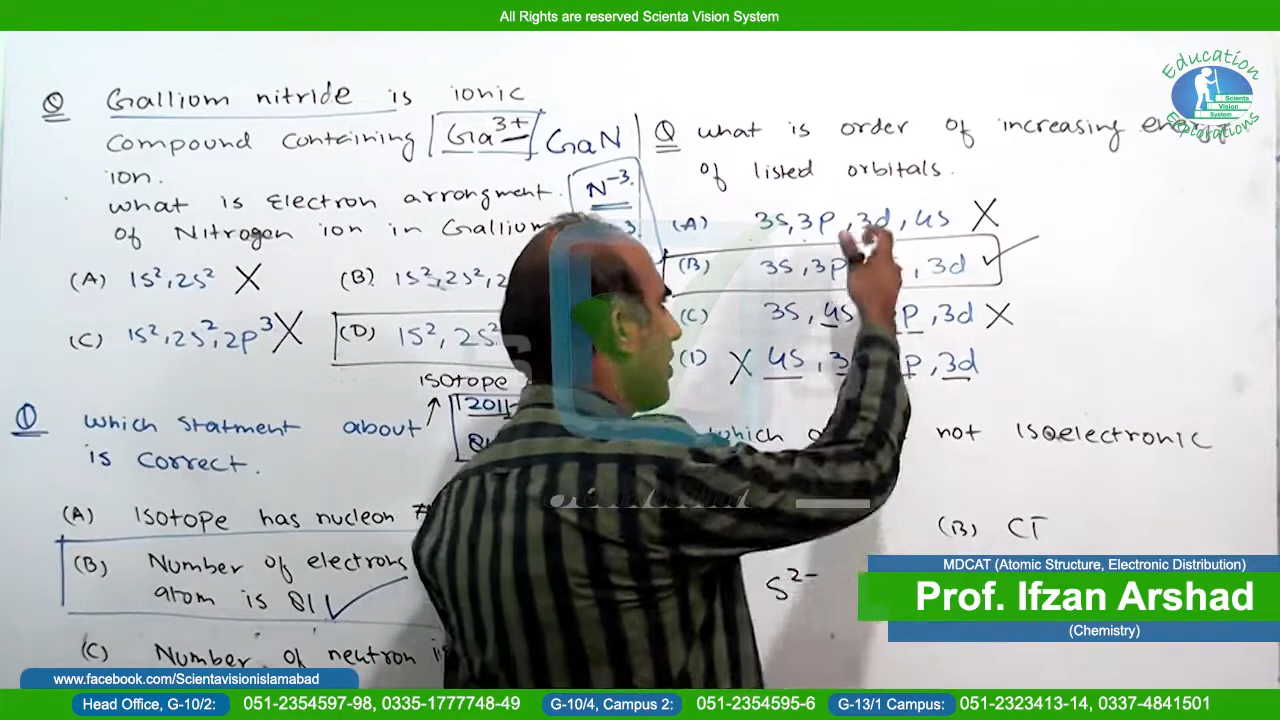 All Rights are reserved Scienta Vision System
Education
Scienta
Vision
System
Explorations
Q Gallium nitride is ionic
Compound containing Ga3+ GaN
ion.
N-3.
what is Electron arrongment
of Nitrogen ion in Gallium
(A) 1s²,2s² X (B) 1s²,2s²,2
(C) 1s²,2s²,2p³ X (D) 1s², 2s²
Q what is order of increasing energy
of listed orbitals.
(A) 3s,3p,3d,4s X
(B) 3s,3p , 3d ✓
(C) 3s,4s p,3d X
X 4s,3 p,3d
ISOTOPE
Q which statment about
is correct.
(A) Isotope has nucleon #
(B) Number of electrons
atom is 81 ✓
(C) Number of neutron
which not Isoelectronic
(B)
S2-
MDCAT (Atomic Structure, Electronic Distribution)
Prof. Ifzan Arshad
(Chemistry)
www.facebook.com/Scientavisionislamabad
Head Office, G-10/2: 051-2354597-98, 0335-1777748-49 G-10/4, Campus 2: 051-2354595-6 G-13/1 Campus: 051-2323413-14, 0337-4841501